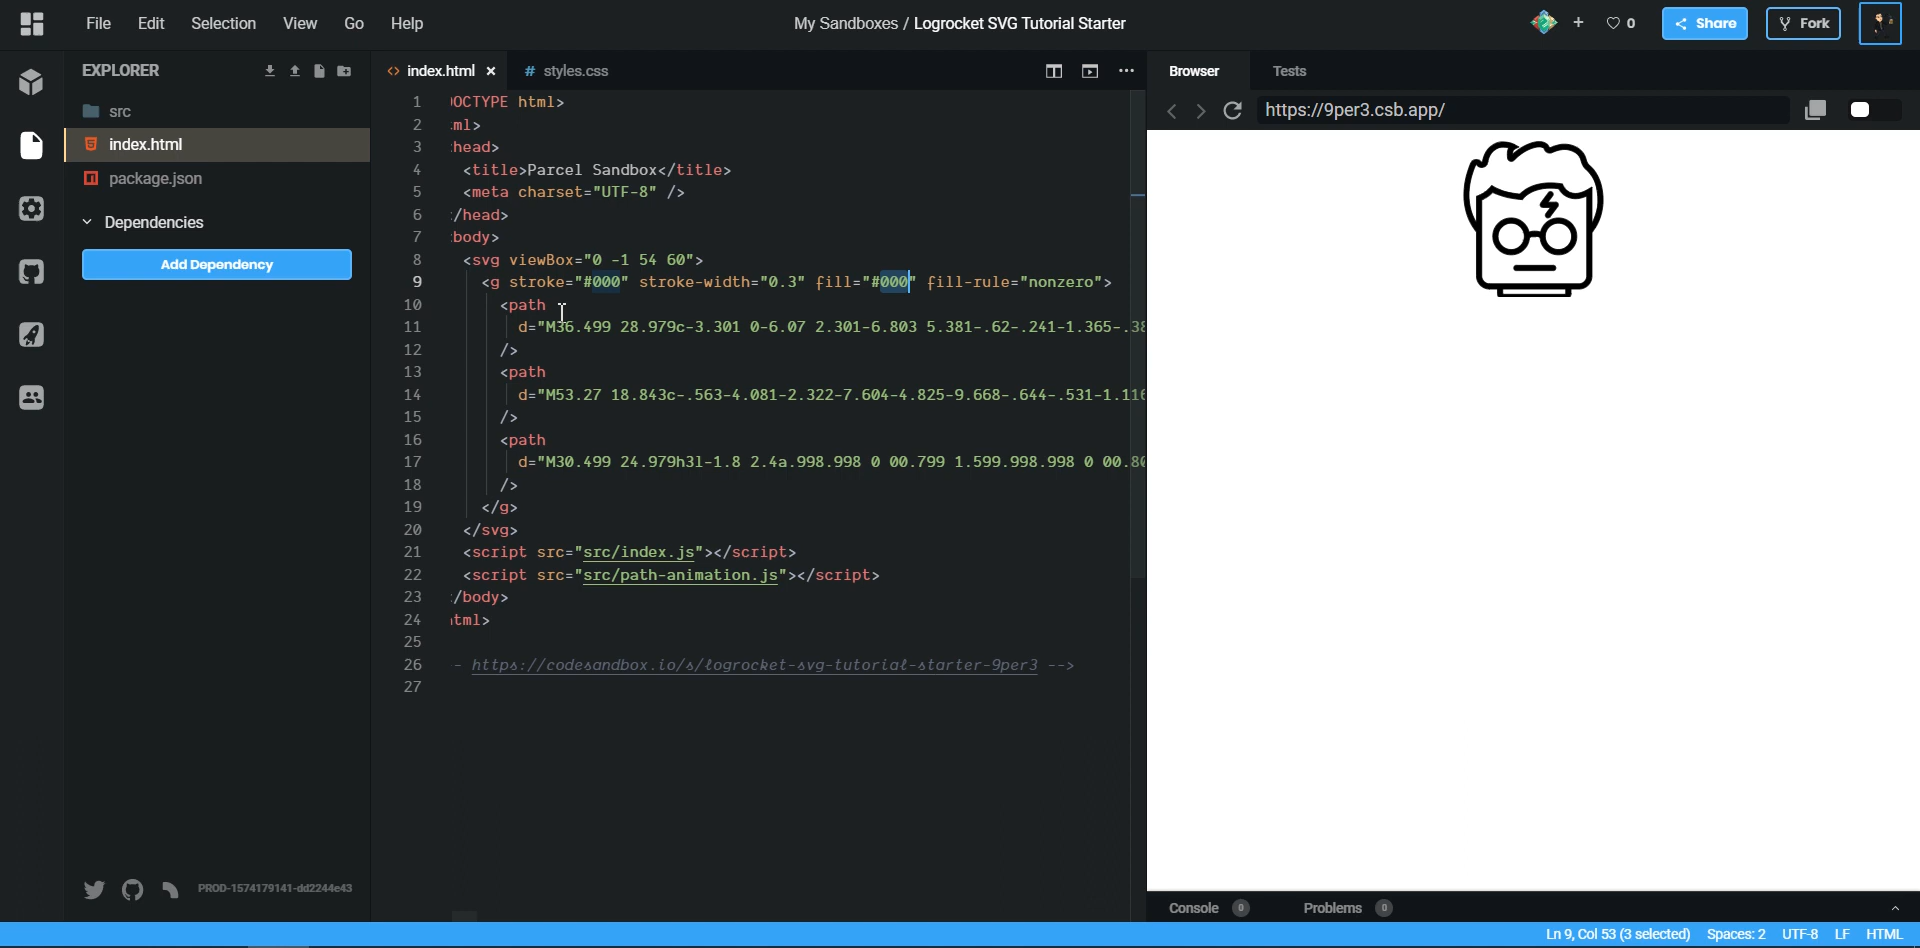 File Edit Selection View Go Help
My Sandboxes / Logrocket SVG Tutorial Starter
+ 0 Share Fork
EXPLORER
src
index.html
package.json
Dependencies
Add Dependency
PROD-1574179141-dd2244e43
<> index.html × # styles.css
1 OCTYPE html>
2 ml>
3 head>
4 <title>Parcel Sandbox</title>
5 <meta charset="UTF-8" />
6 /head>
7 body>
8 <svg viewBox="0 -1 54 60">
9 <g stroke="#000" stroke-width="0.3" fill="#000" fill-rule="nonzero">
10 <path
11 d="M36.499 28.979c-3.301 0-6.07 2.301-6.803 5.381-.62-.241-1.365-.38
12 />
13 <path
14 d="M53.27 18.843c-.563-4.081-2.322-7.604-4.825-9.668-.644-.531-1.116
15 />
16 <path
17 d="M30.499 24.979h3l-1.8 2.4a.998.998 0 00.799 1.599.998.998 0 00.80
18 />
19 </g>
20 </svg>
21 <script src="src/index.js"></script>
22 <script src="src/path-animation.js"></script>
23 /body>
24 tml>
25
26 - https://codesandbox.io/s/logrocket-svg-tutorial-starter-9per3 -->
27
Browser Tests
https://9per3.csb.app/
Console 0 Problems 0
Ln 9, Col 53 (3 selected) Spaces: 2 UTF-8 LF HTML